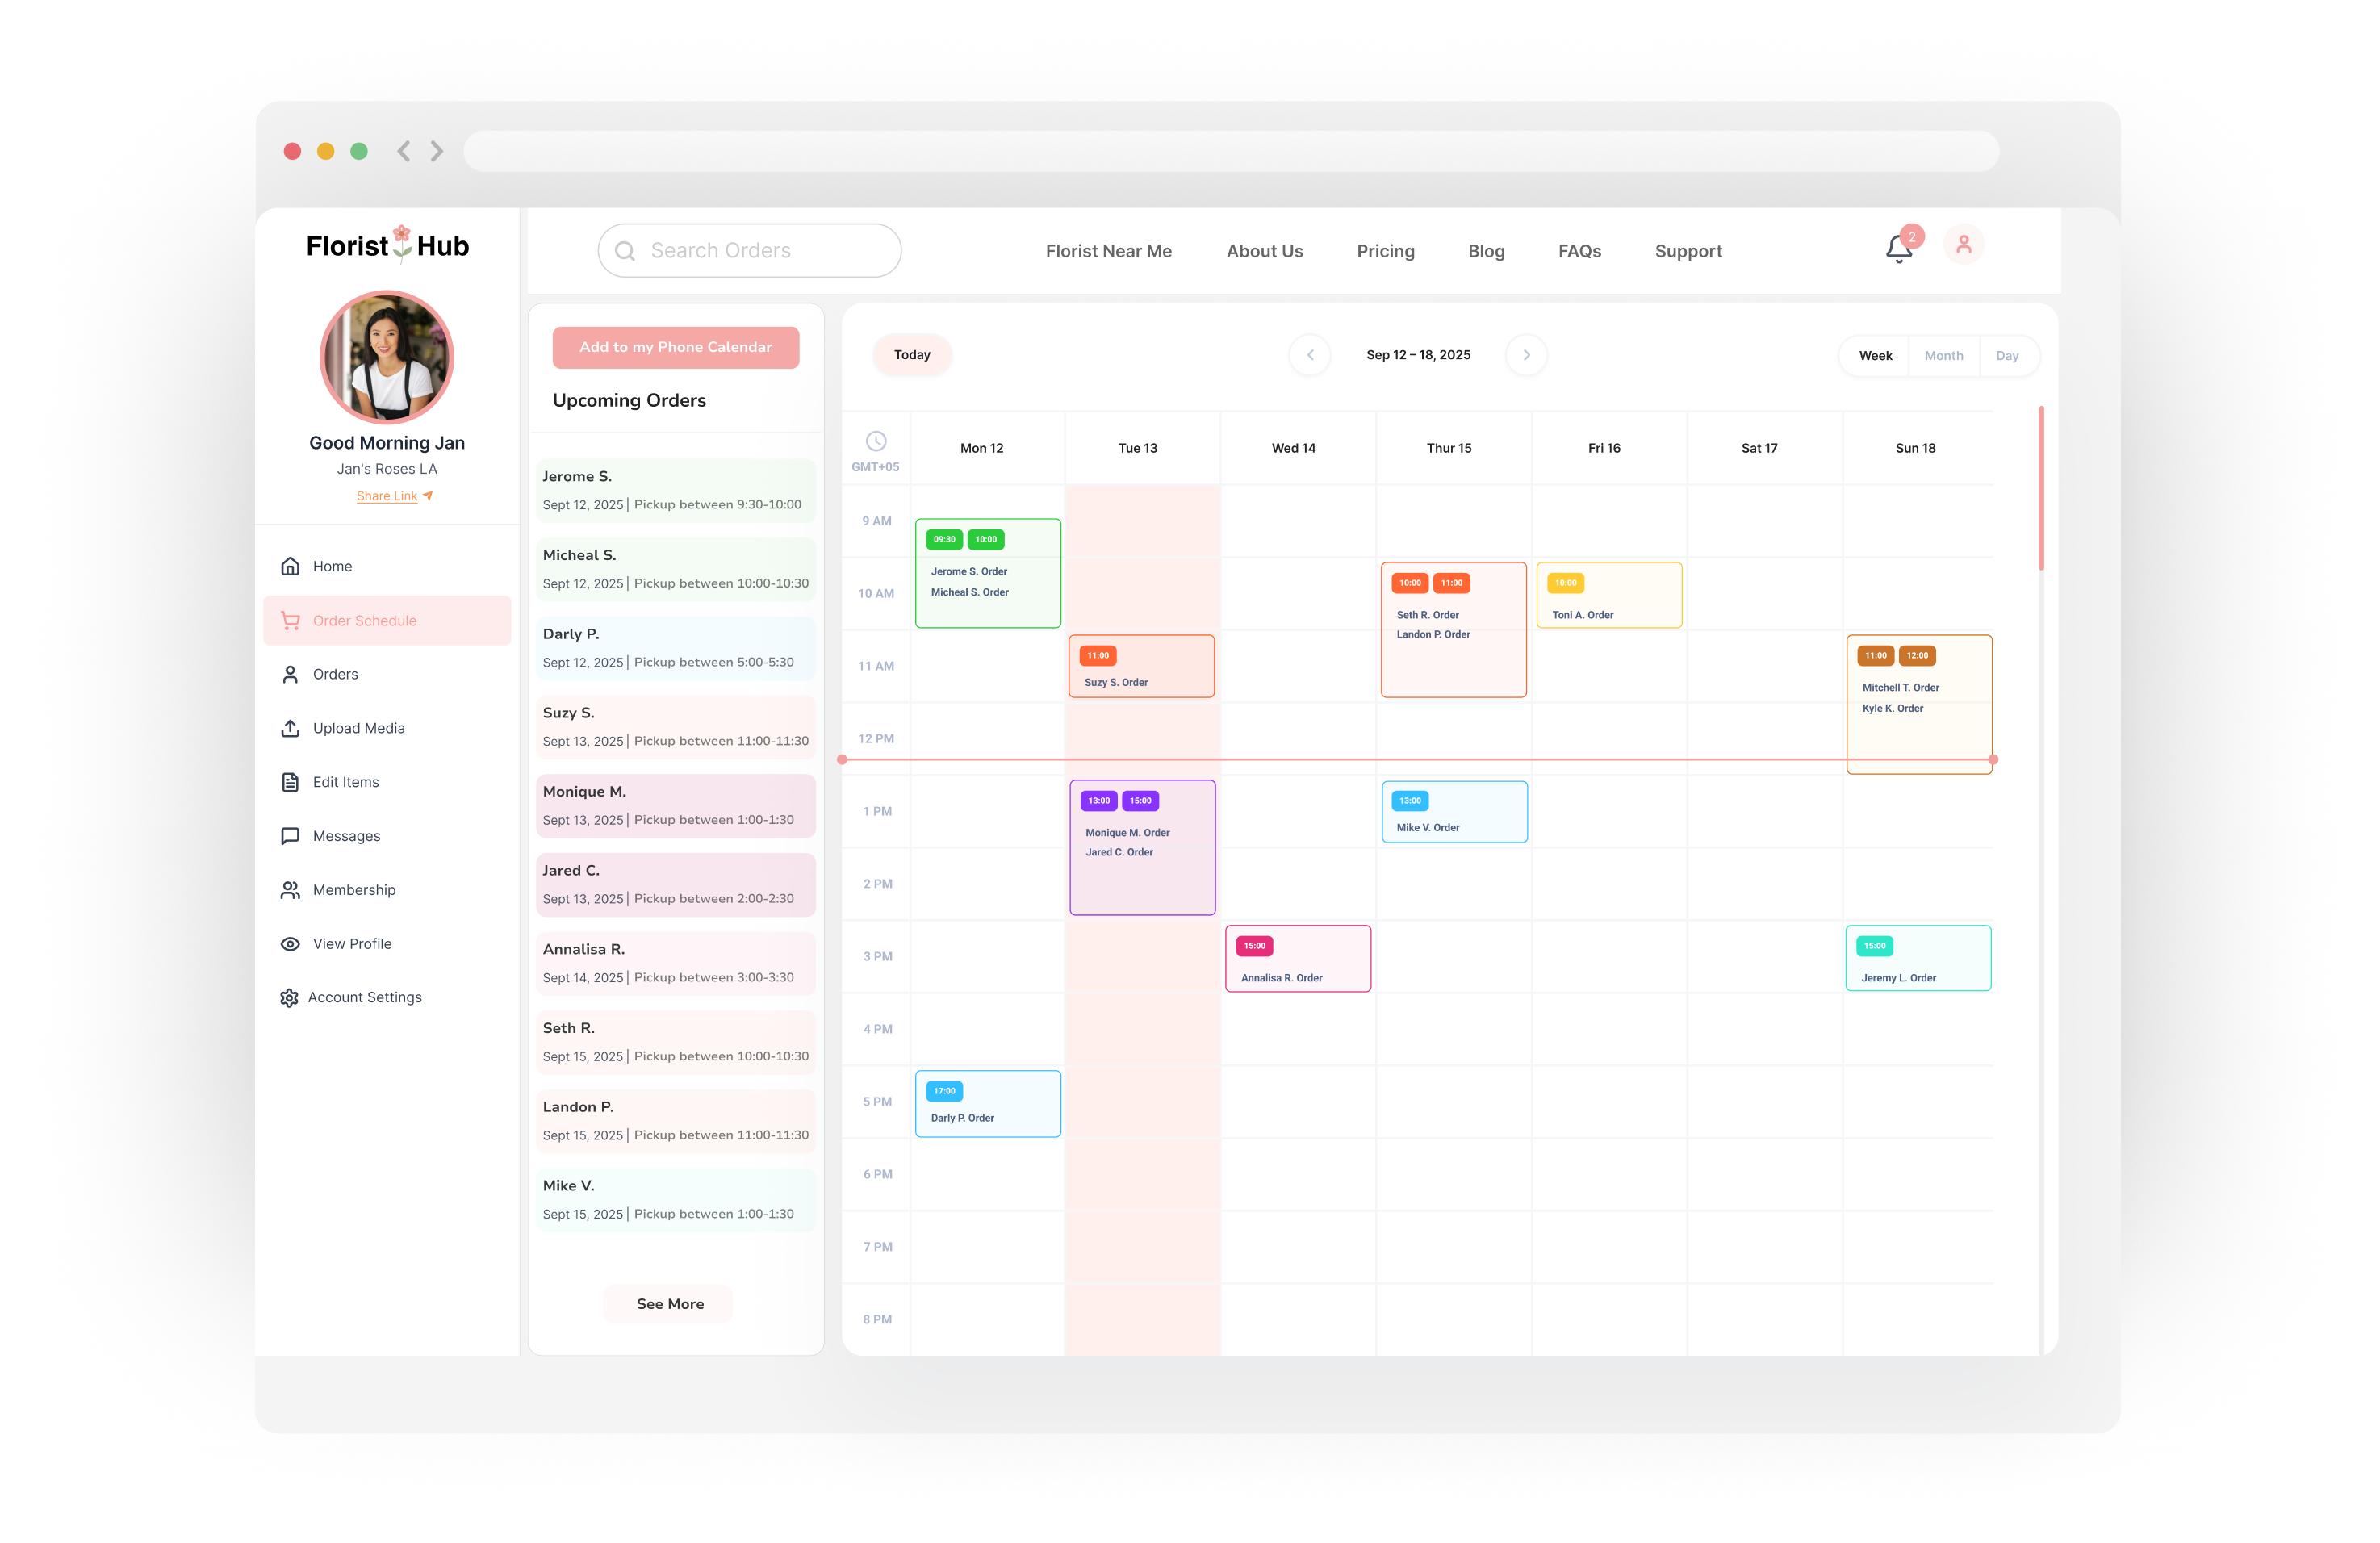 Florist Hub
Good Morning Jan
Jan's Roses LA
Share Link
Home
Order Schedule
Orders
Upload Media
Edit Items
Messages
Membership
View Profile
Account Settings
Search Orders
Florist Near Me
About Us
Pricing
Blog
FAQs
Support
2
Add to my Phone Calendar
Upcoming Orders
Jerome S.
Sept 12, 2025 | Pickup between 9:30-10:00
Micheal S.
Sept 12, 2025 | Pickup between 10:00-10:30
Darly P.
Sept 12, 2025 | Pickup between 5:00-5:30
Suzy S.
Sept 13, 2025 | Pickup between 11:00-11:30
Monique M.
Sept 13, 2025 | Pickup between 1:00-1:30
Jared C.
Sept 13, 2025 | Pickup between 2:00-2:30
Annalisa R.
Sept 14, 2025 | Pickup between 3:00-3:30
Seth R.
Sept 15, 2025 | Pickup between 10:00-10:30
Landon P.
Sept 15, 2025 | Pickup between 11:00-11:30
Mike V.
Sept 15, 2025 | Pickup between 1:00-1:30
See More
Today
Sep 12 – 18, 2025
Week
Month
Day
GMT+05
Mon 12
Tue 13
Wed 14
Thur 15
Fri 16
Sat 17
Sun 18
9 AM
10 AM
11 AM
12 PM
1 PM
2 PM
3 PM
4 PM
5 PM
6 PM
7 PM
8 PM
09:30 10:00
Jerome S. Order
Micheal S. Order
17:00
Darly P. Order
11:00
Suzy S. Order
13:00 15:00
Monique M. Order
Jared C. Order
15:00
Annalisa R. Order
10:00 11:00
Seth R. Order
Landon P. Order
13:00
Mike V. Order
10:00
Toni A. Order
11:00 12:00
Mitchell T. Order
Kyle K. Order
15:00
Jeremy L. Order